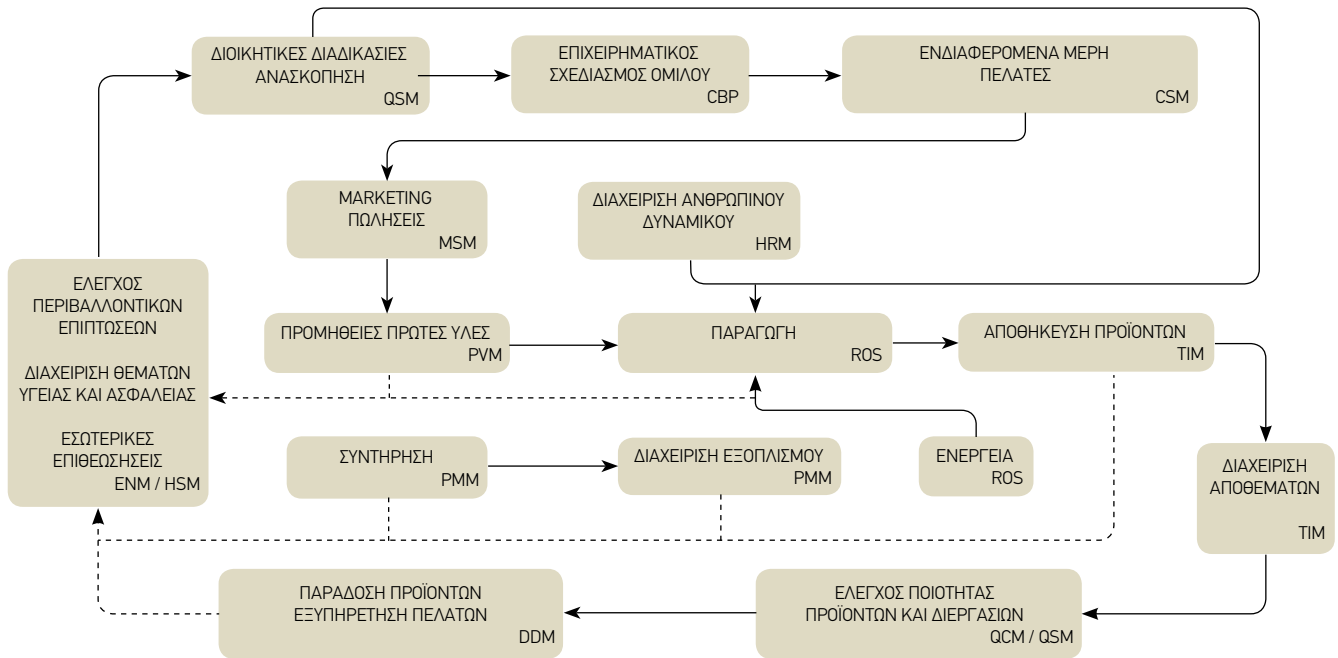 ΔΙΟΙΚΗΤΙΚΕΣ ΔΙΑΔΙΚΑΣΙΕΣ
ΑΝΑΣΚΟΠΗΣΗ
QSM
ΕΠΙΧΕΙΡΗΜΑΤΙΚΟΣ
ΣΧΕΔΙΑΣΜΟΣ ΟΜΙΛΟΥ
CBP
ΕΝΔΙΑΦΕΡΟΜΕΝΑ ΜΕΡΗ
ΠΕΛΑΤΕΣ
CSM
MARKETING
ΠΩΛΗΣΕΙΣ
MSM
ΔΙΑΧΕΙΡΙΣΗ ΑΝΘΡΩΠΙΝΟΥ
ΔΥΝΑΜΙΚΟΥ
HRM
ΕΛΕΓΧΟΣ
ΠΕΡΙΒΑΛΛΟΝΤΙΚΩΝ
ΕΠΙΠΤΩΣΕΩΝ
ΔΙΑΧΕΙΡΙΣΗ ΘΕΜΑΤΩΝ
ΥΓΕΙΑΣ ΚΑΙ ΑΣΦΑΛΕΙΑΣ
ΕΣΩΤΕΡΙΚΕΣ
ΕΠΙΘΕΩΣΗΣΕΙΣ
ENM / HSM
ΠΡΟΜΗΘΕΙΕΣ ΠΡΩΤΕΣ ΥΛΕΣ
PVM
ΠΑΡΑΓΩΓΗ
ROS
ΑΠΟΘΗΚΕΥΣΗ ΠΡΟΪΟΝΤΩΝ
TIM
ΣΥΝΤΗΡΗΣΗ
PMM
ΔΙΑΧΕΙΡΙΣΗ ΕΞΟΠΛΙΣΜΟΥ
PMM
ΕΝΕΡΓΕΙΑ
ROS
ΔΙΑΧΕΙΡΙΣΗ
ΑΠΟΘΕΜΑΤΩΝ
TIM
ΠΑΡΑΔΟΣΗ ΠΡΟΪΟΝΤΩΝ
ΕΞΥΠΗΡΕΤΗΣΗ ΠΕΛΑΤΩΝ
DDM
ΕΛΕΓΧΟΣ ΠΟΙΟΤΗΤΑΣ
ΠΡΟΪΟΝΤΩΝ ΚΑΙ ΔΙΕΡΓΑΣΙΩΝ
QCM / QSM